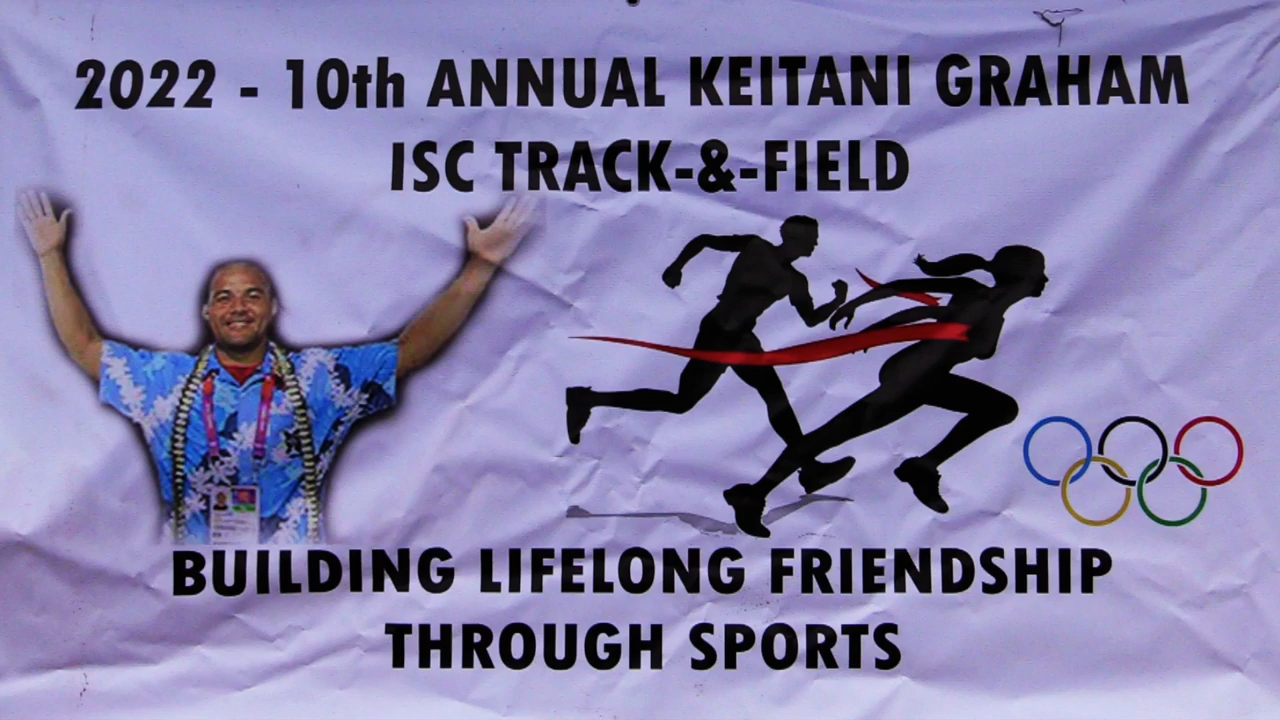 2022 - 10th ANNUAL KEITANI GRAHAM
ISC TRACK-&-FIELD
BUILDING LIFELONG FRIENDSHIP
THROUGH SPORTS